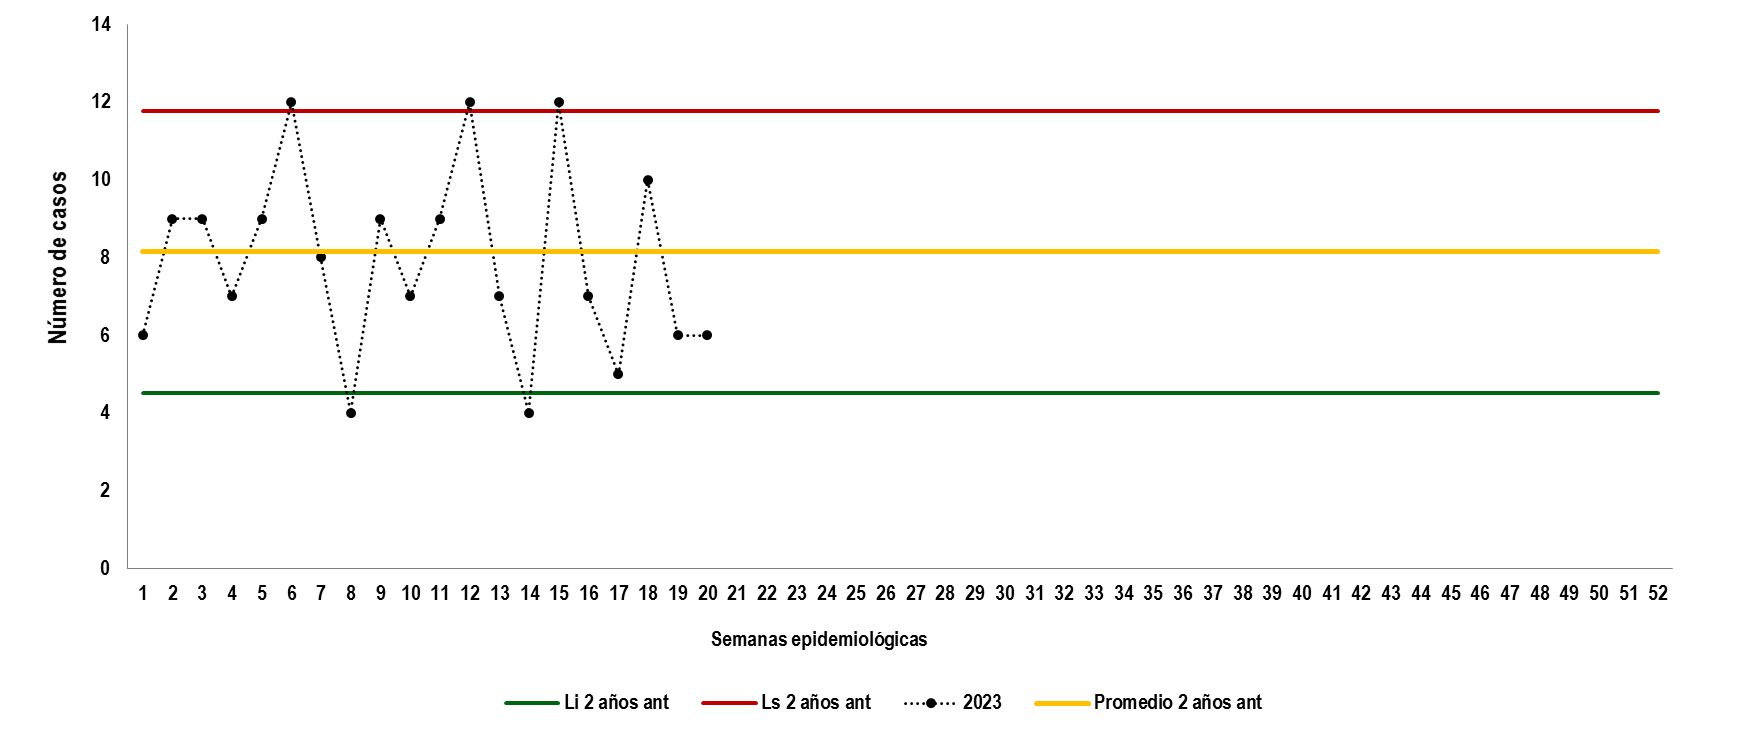 14
12
10
8
6
4
2
0
Número de casos
1 2 3 4 5 6 7 8 9 10 11 12 13 14 15 16 17 18 19 20 21 22 23 24 25 26 27 28 29 30 31 32 33 34 35 36 37 38 39 40 41 42 43 44 45 46 47 48 49 50 51 52
Semanas epidemiológicas
Li 2 años ant Ls 2 años ant 2023 Promedio 2 años ant